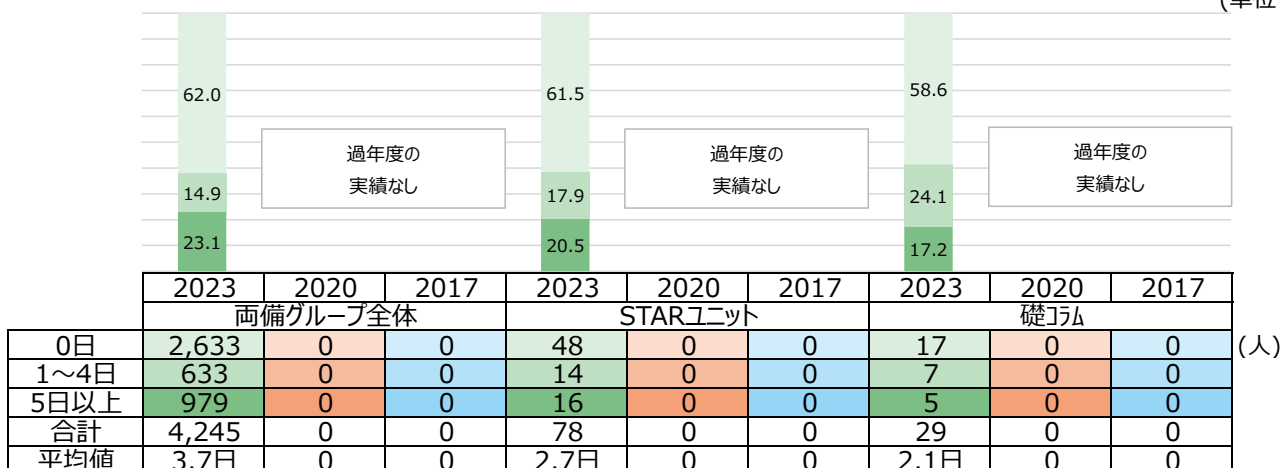 (単位
62.0
61.5
58.6
過年度の
実績なし
過年度の
実績なし
過年度の
実績なし
14.9
17.9
24.1
23.1
20.5
17.2
2023 2020 2017 2023 2020 2017 2023 2020 2017
両備グループ全体 STARユニット 礎コラム
0日 2,633 0 0 48 0 0 17 0 0 (人)
1～4日 633 0 0 14 0 0 7 0 0
5日以上 979 0 0 16 0 0 5 0 0
合計 4,245 0 0 78 0 0 29 0 0
平均値 3.7日 0 0 2.7日 0 0 2.1日 0 0